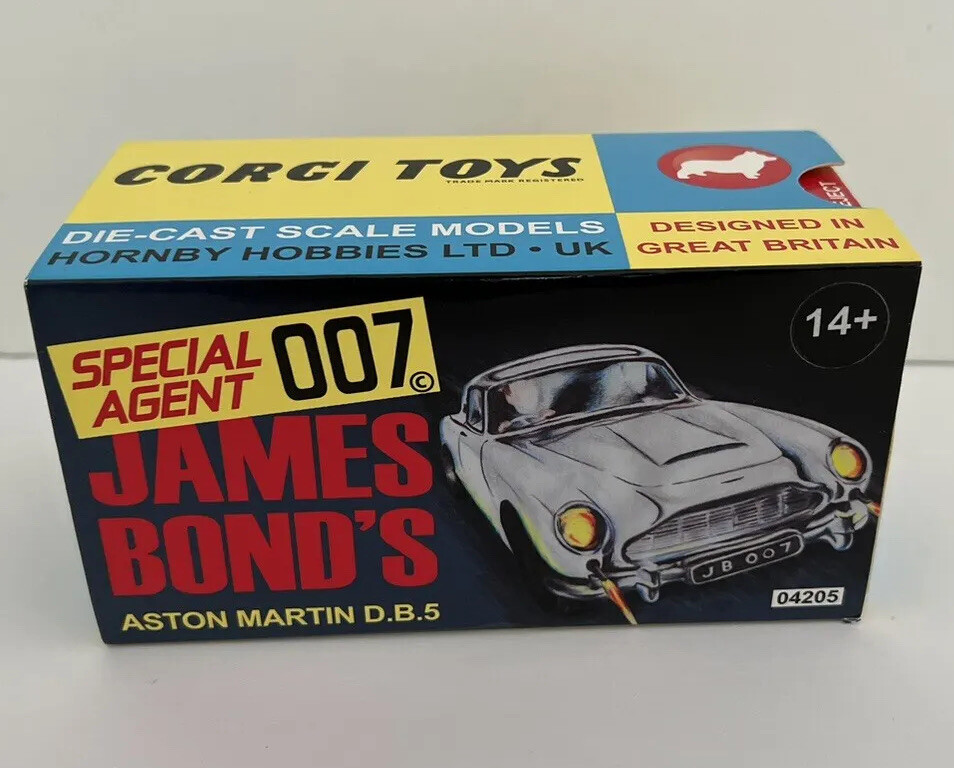 CORGI TOYS
TRADE MARK REGISTERED
DIE-CAST SCALE MODELS
HORNBY HOBBIES LTD • UK
DESIGNED IN
GREAT BRITAIN
SPECIAL
AGENT
007©
14+
JAMES
BOND'S
ASTON MARTIN D.B.5
JB 007
04205